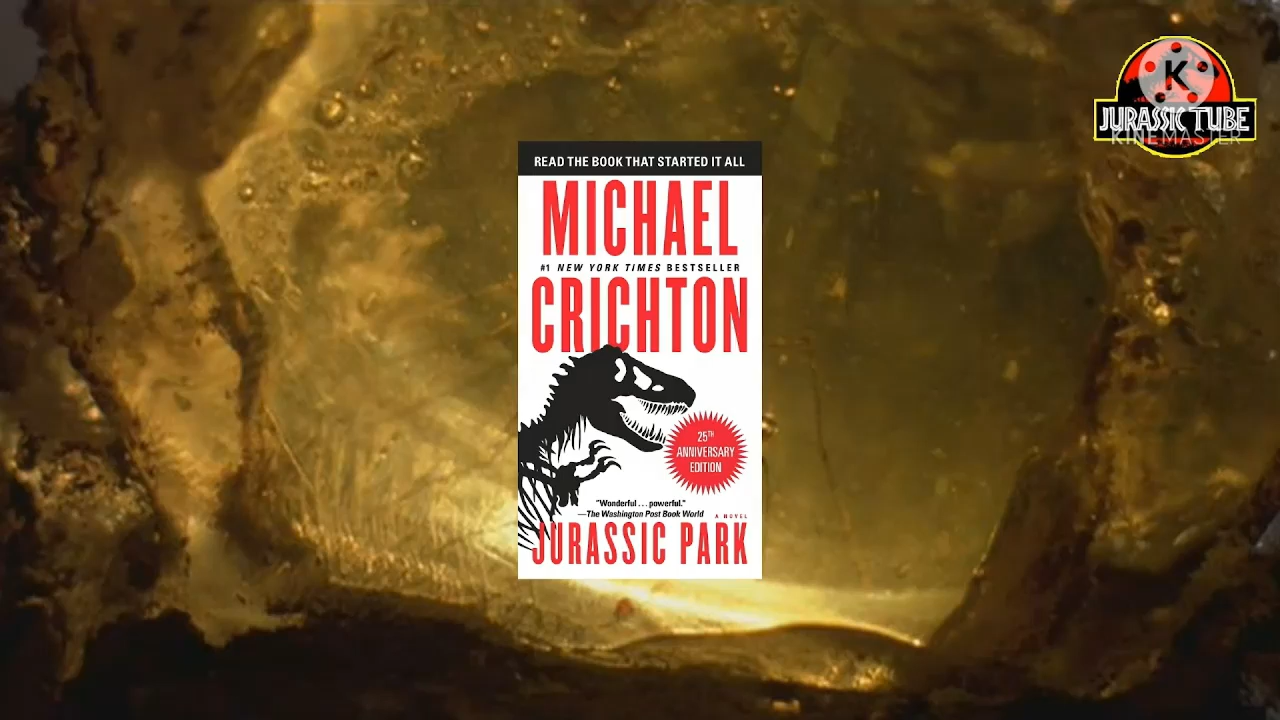 READ THE BOOK THAT STARTED IT ALL
MICHAEL
#1 NEW YORK TIMES BESTSELLER
CRICHTON
25TH
ANNIVERSARY
EDITION
"Wonderful . . . powerful."
—The Washington Post Book World
A NOVEL
JURASSIC PARK
K
JURASSIC TUBE
KINEMASTER